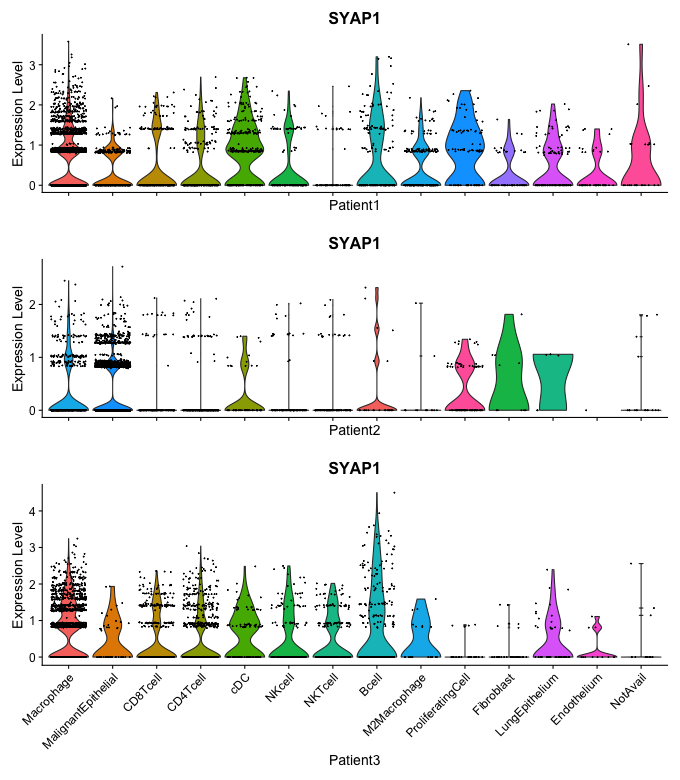 SYAP1
Expression Level
3
2
1
0
Patient1
SYAP1
Expression Level
2
1
0
Patient2
SYAP1
Expression Level
4
3
2
1
0
Macrophage
MalignantEpithelial
CD8Tcell
CD4Tcell
cDC
NKcell
NKTcell
Bcell
M2Macrophage
ProliferatingCell
Fibroblast
LungEpithelium
Endothelium
NotAvail
Patient3